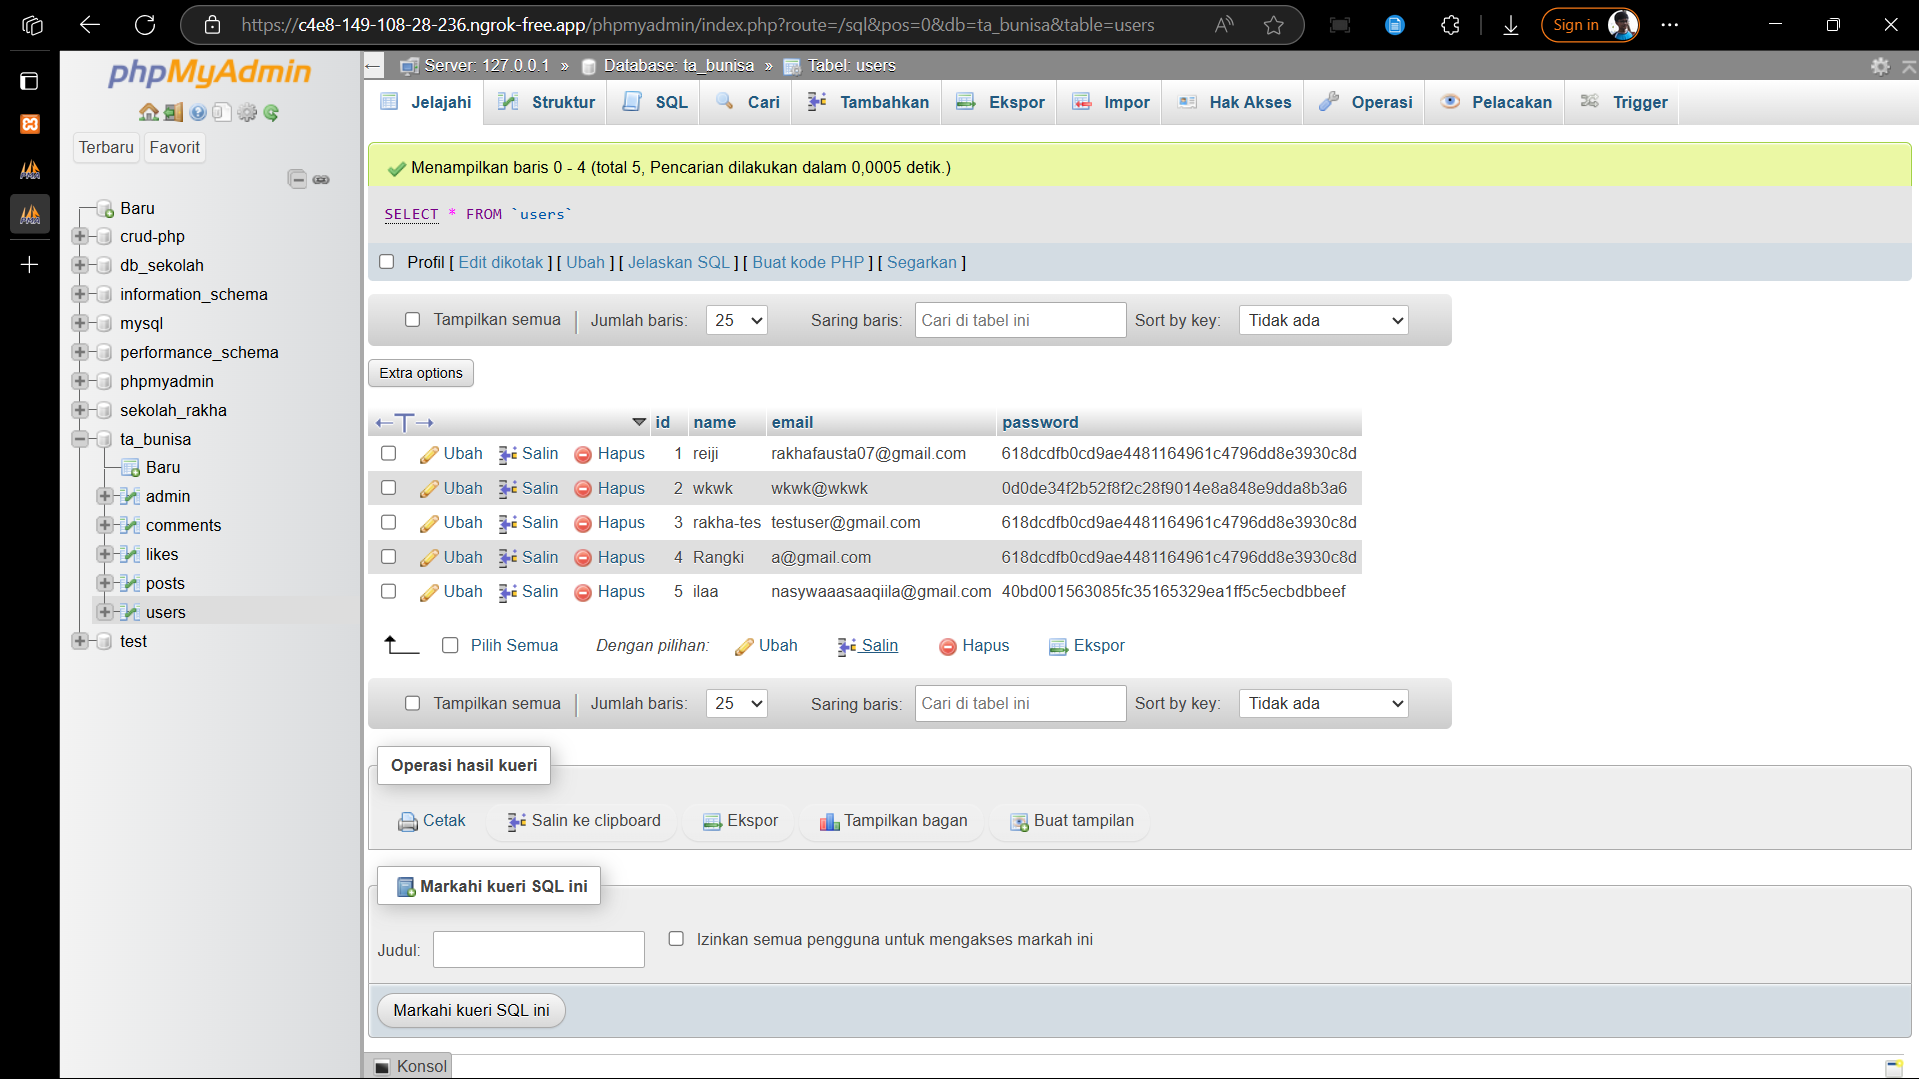 https://c4e8-149-108-28-236.ngrok-free.app/phpmyadmin/index.php?route=/sql&pos=0&db=ta_bunisa&table=users
Sign in
phpMyAdmin
Terbaru Favorit
Baru
crud-php
db_sekolah
information_schema
mysql
performance_schema
phpmyadmin
sekolah_rakha
ta_bunisa
Baru
admin
comments
likes
posts
users
test
Server: 127.0.0.1 » Database: ta_bunisa » Tabel: users
Jelajahi Struktur SQL Cari Tambahkan Ekspor Impor Hak Akses Operasi Pelacakan Trigger
Menampilkan baris 0 - 4 (total 5, Pencarian dilakukan dalam 0,0005 detik.)
SELECT * FROM `users`
Profil [ Edit dikotak ] [ Ubah ] [ Jelaskan SQL ] [ Buat kode PHP ] [ Segarkan ]
Tampilkan semua | Jumlah baris: 25 Saring baris: Cari di tabel ini Sort by key: Tidak ada
Extra options
id name email password
Ubah Salin Hapus 1 reiji rakhafausta07@gmail.com 618dcdfb0cd9ae4481164961c4796dd8e3930c8d
Ubah Salin Hapus 2 wkwk wkwk@wkwk 0d0de34f2b52f8f2c28f9014e8a848e9dda8b3a6
Ubah Salin Hapus 3 rakha-tes testuser@gmail.com 618dcdfb0cd9ae4481164961c4796dd8e3930c8d
Ubah Salin Hapus 4 Rangki a@gmail.com 618dcdfb0cd9ae4481164961c4796dd8e3930c8d
Ubah Salin Hapus 5 ilaa nasywaaasaaqiila@gmail.com 40bd001563085fc35165329ea1ff5c5ecbdbbeef
Pilih Semua Dengan pilihan: Ubah Salin Hapus Ekspor
Tampilkan semua | Jumlah baris: 25 Saring baris: Cari di tabel ini Sort by key: Tidak ada
Operasi hasil kueri
Cetak Salin ke clipboard Ekspor Tampilkan bagan Buat tampilan
Markahi kueri SQL ini
Judul: Izinkan semua pengguna untuk mengakses markah ini
Markahi kueri SQL ini
Konsol